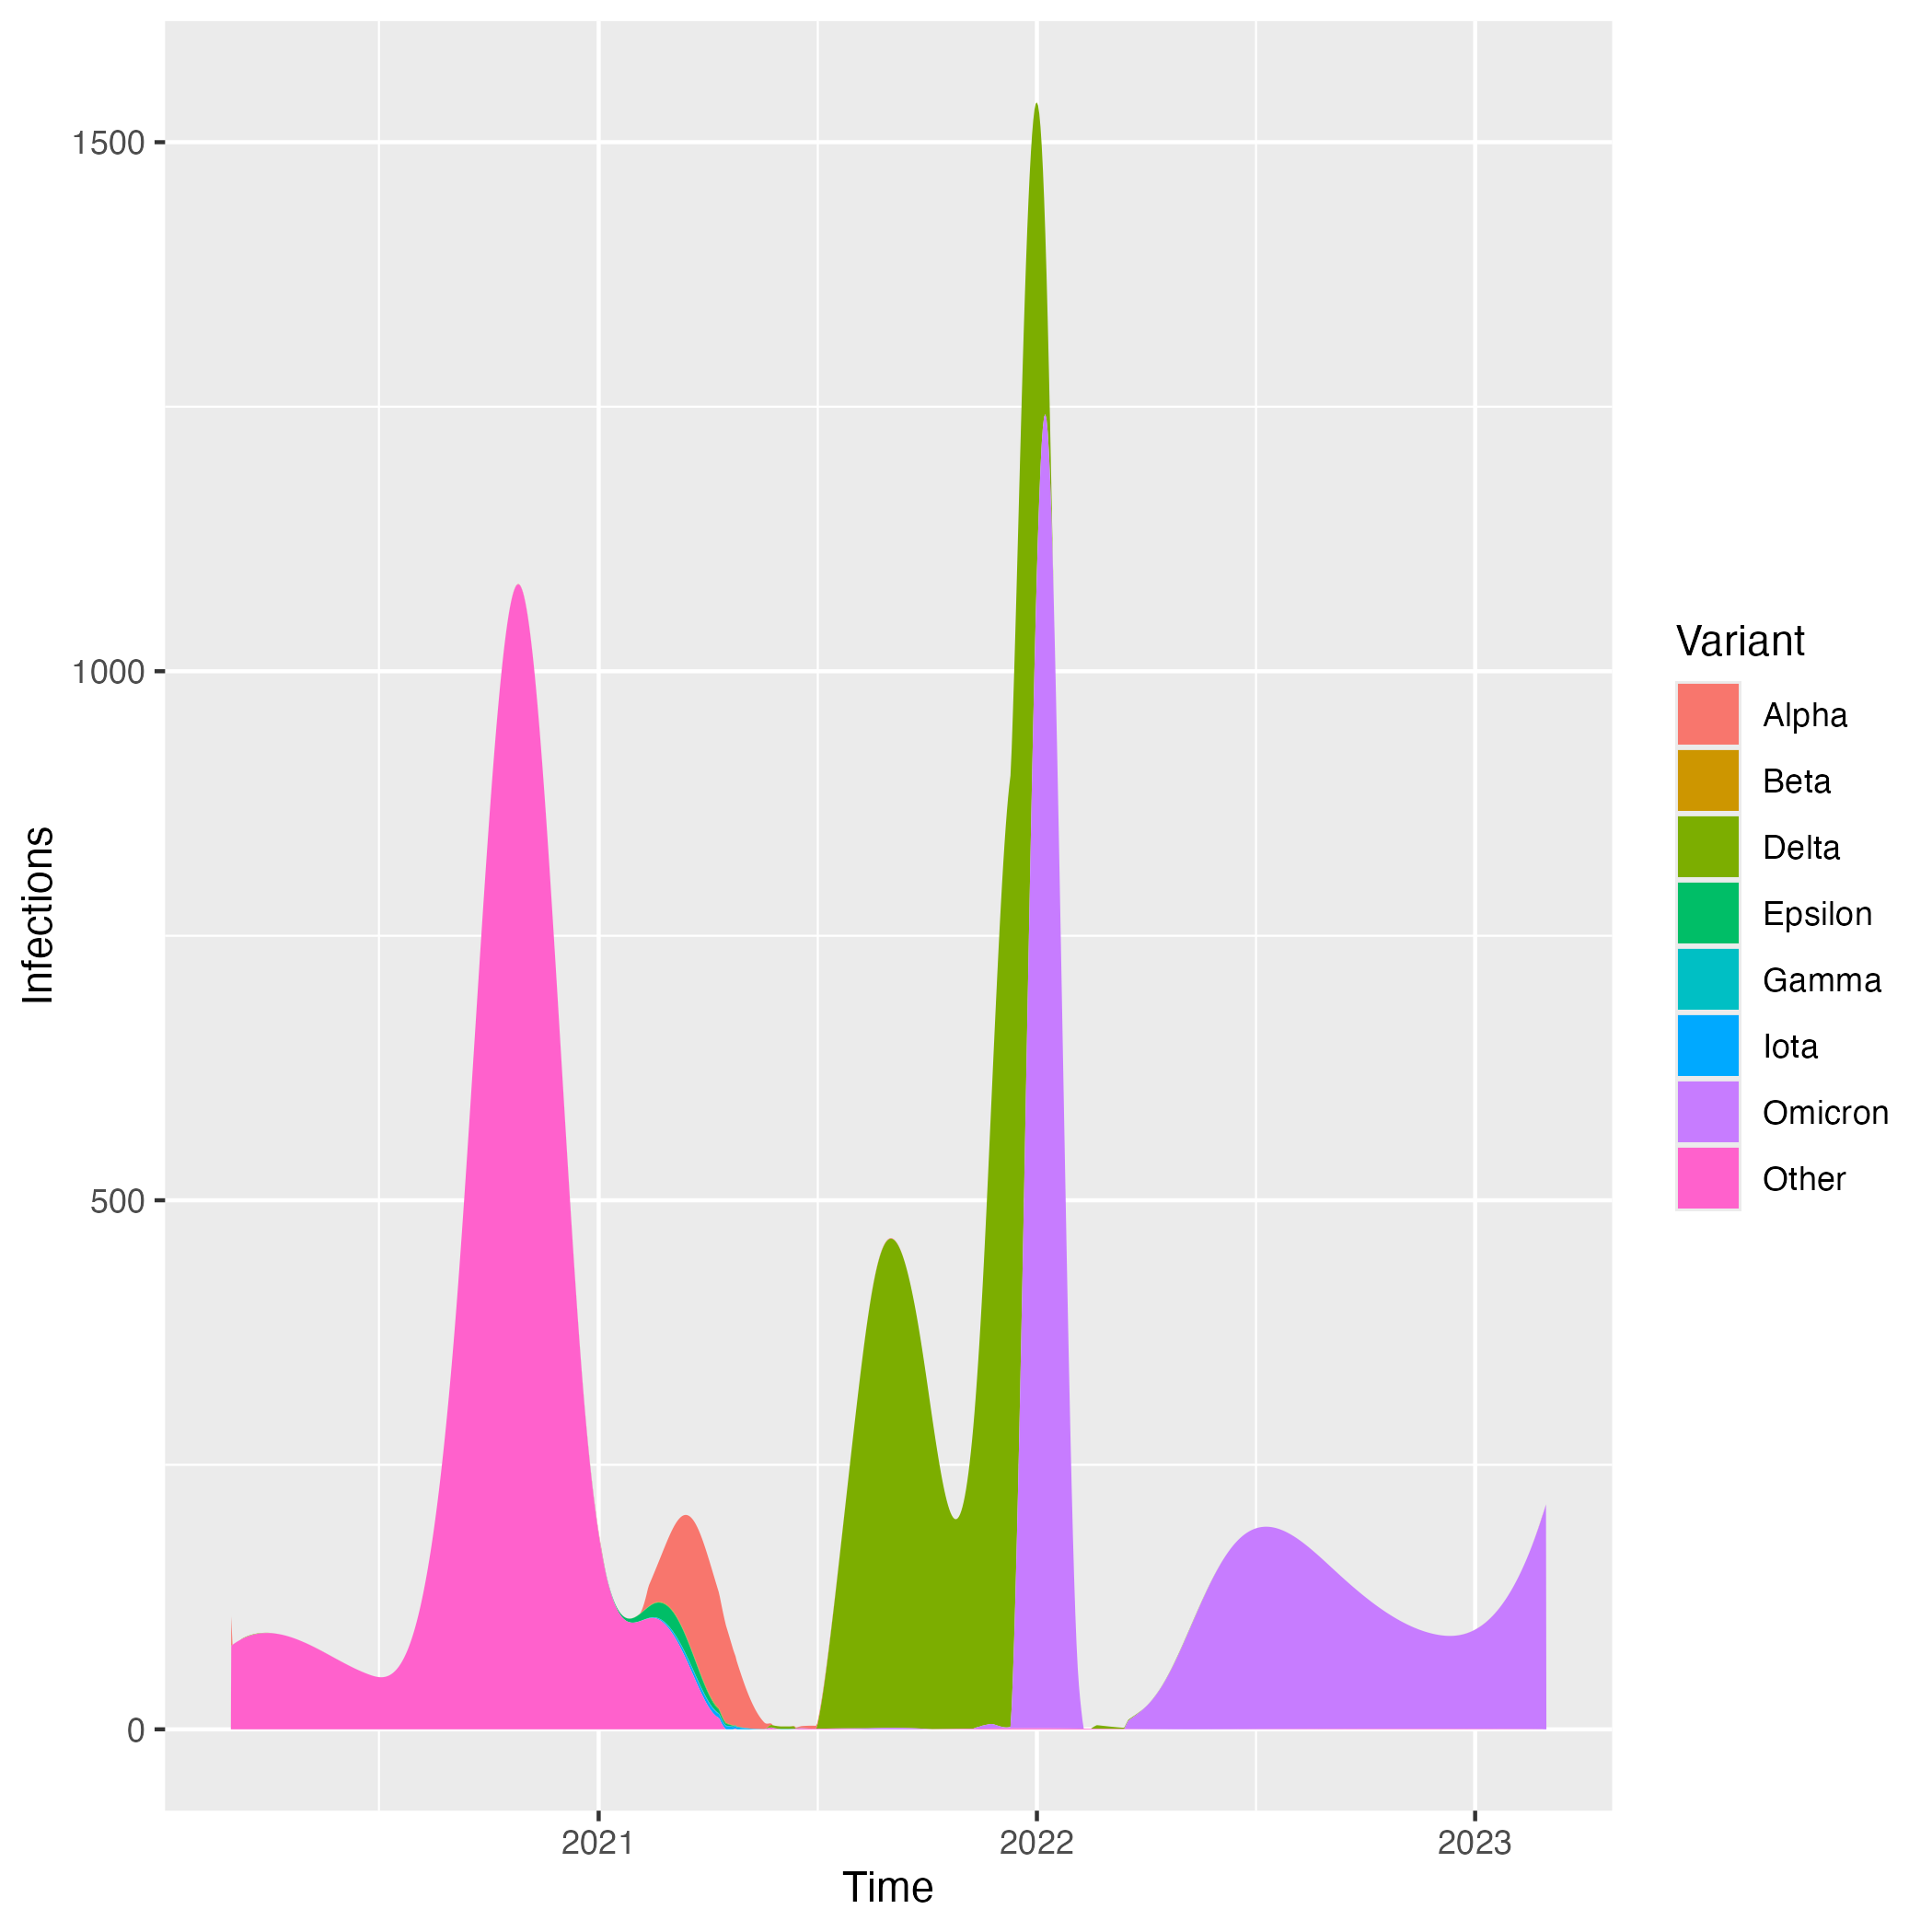 1500
1000
500
0
Infections
2021
2022
2023
Time
Variant
Alpha
Beta
Delta
Epsilon
Gamma
Iota
Omicron
Other